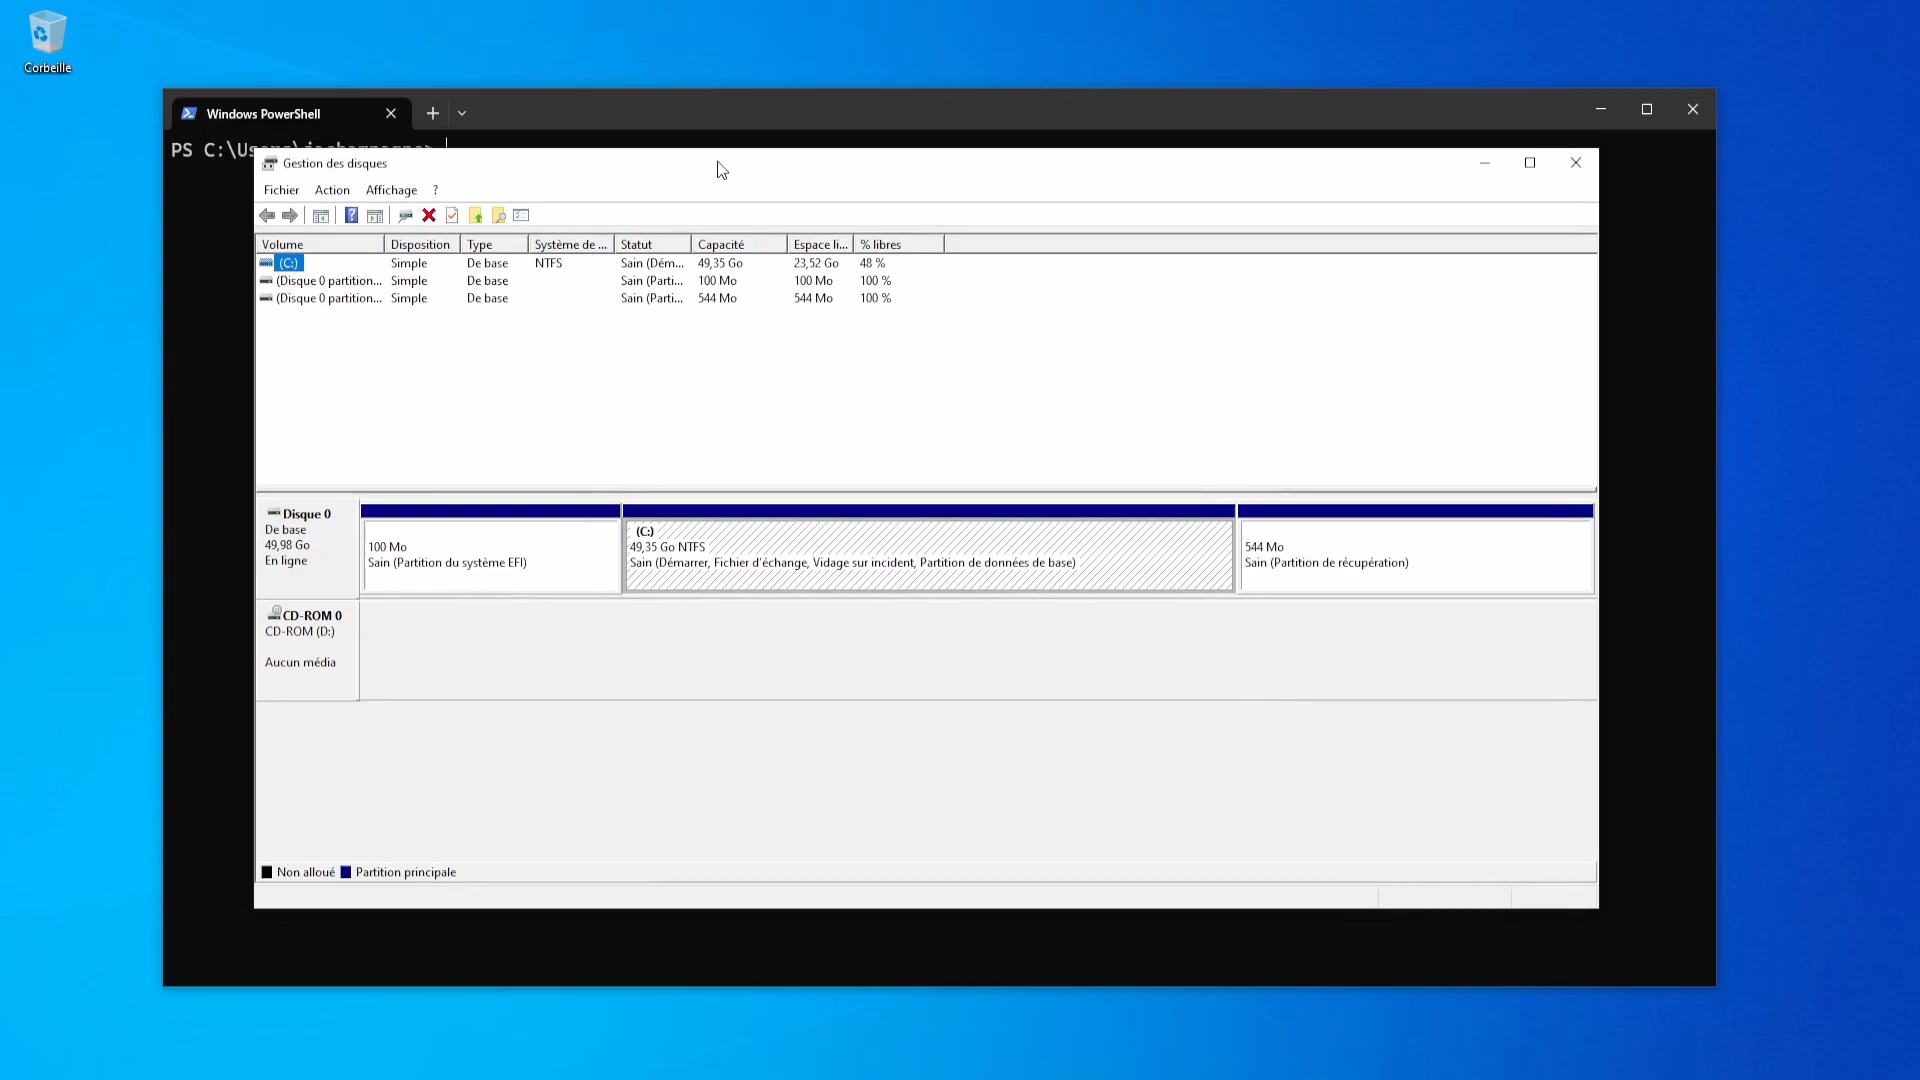 Corbeille
Windows PowerShell
PS C:\Users\
Gestion des disques
Fichier Action Affichage ?
Volume Disposition Type Système de ... Statut Capacité Espace li... % libres
(C:) Simple De base NTFS Sain (Dém... 49,35 Go 23,52 Go 48 %
(Disque 0 partition... Simple De base Sain (Parti... 100 Mo 100 Mo 100 %
(Disque 0 partition... Simple De base Sain (Parti... 544 Mo 544 Mo 100 %
Disque 0
De base
49,98 Go
En ligne
100 Mo
Sain (Partition du système EFI)
(C:)
49,35 Go NTFS
Sain (Démarrer, Fichier d'échange, Vidage sur incident, Partition de données de base)
544 Mo
Sain (Partition de récupération)
CD-ROM 0
CD-ROM (D:)
Aucun média
Non alloué Partition principale